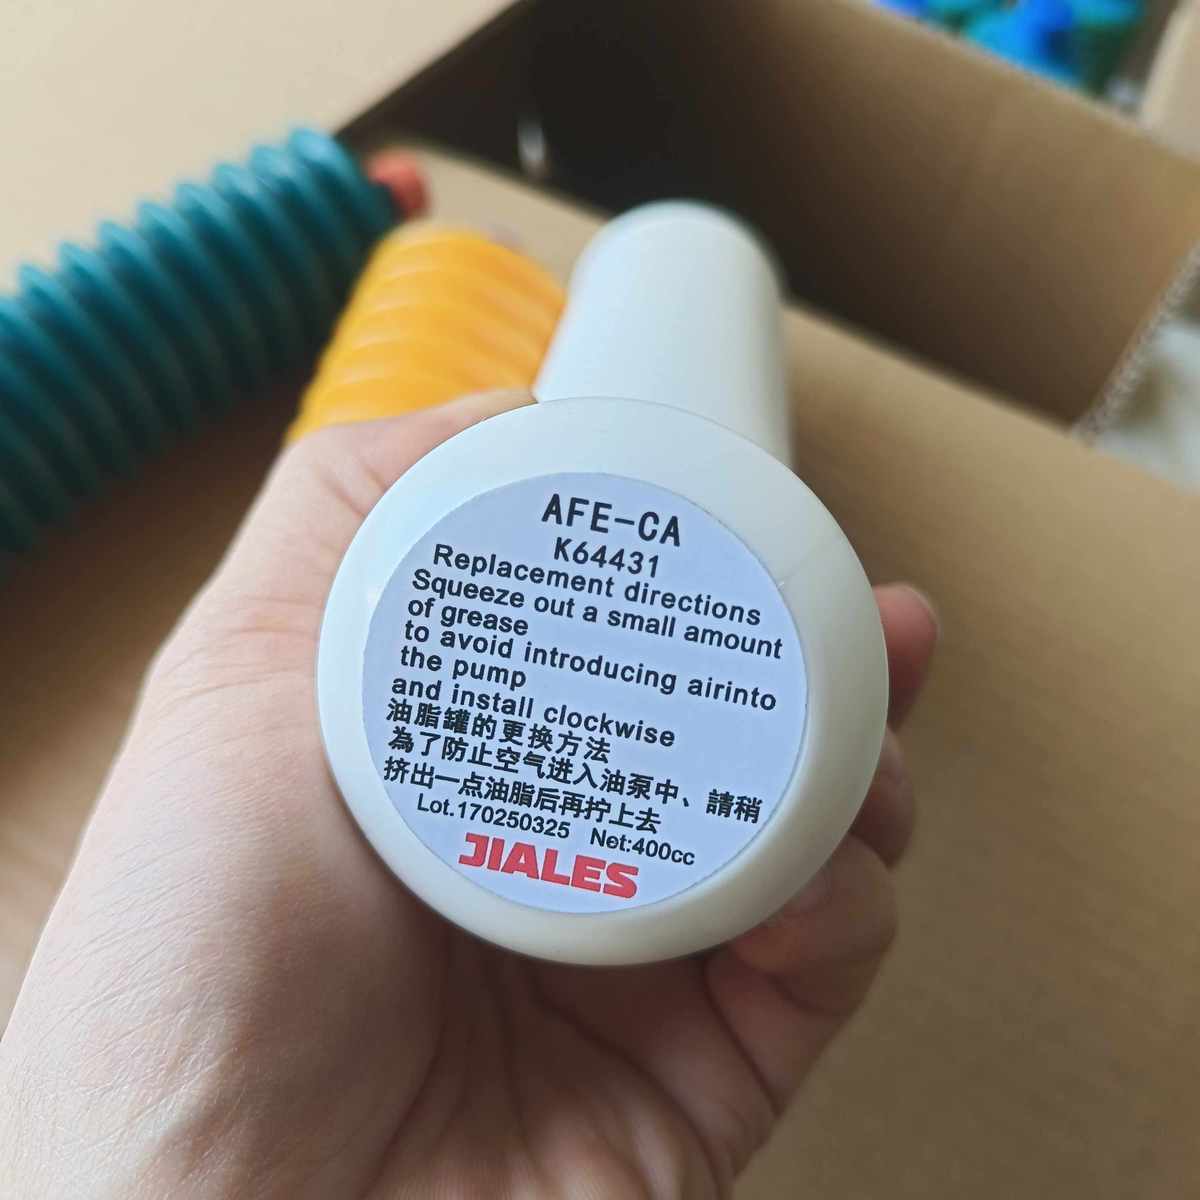 AFE-CA
K64431
Replacement directions
Squeeze out a small amount
of grease
to avoid introducing airinto
the pump
and install clockwise
油脂罐的更换方法
為了防止空气进入油泵中、請稍
挤出一点油脂后再拧上去
Lot.170250325 Net:400cc
JIALES